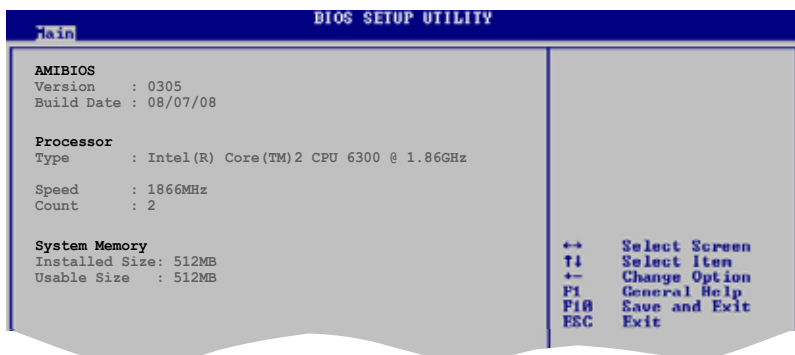 BIOS SETUP UTILITY
Main
AMIBIOS
Version : 0305
Build Date : 08/07/08
Processor
Type : Intel(R) Core(TM)2 CPU 6300 @ 1.86GHz
Speed : 1866MHz
Count : 2
System Memory
Installed Size: 512MB
Usable Size : 512MB
←→ Select Screen
↑↓ Select Item
+- Change Option
F1 General Help
F10 Save and Exit
ESC Exit